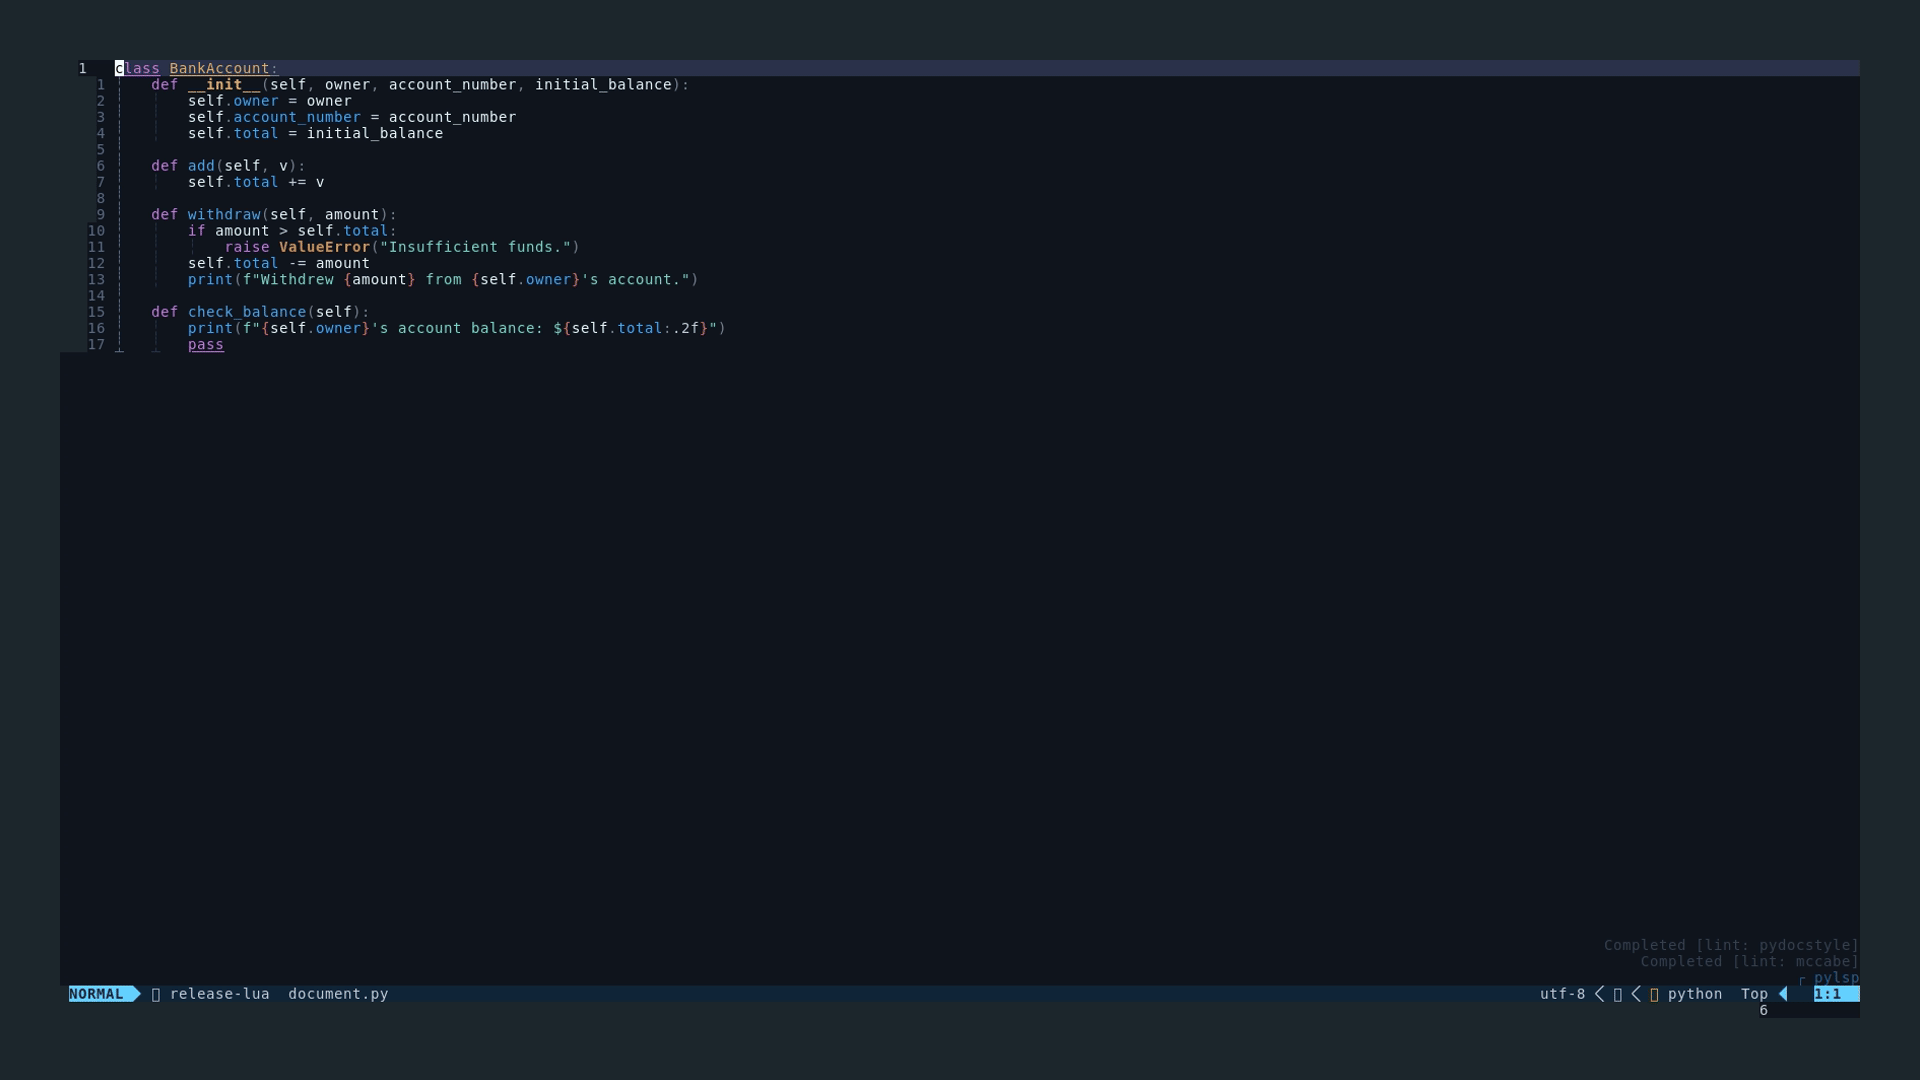 1 class BankAccount:
1 def __init__(self, owner, account_number, initial_balance):
2 self.owner = owner
3 self.account_number = account_number
4 self.total = initial_balance
5
6 def add(self, v):
7 self.total += v
8
9 def withdraw(self, amount):
10 if amount > self.total:
11 raise ValueError("Insufficient funds.")
12 self.total -= amount
13 print(f"Withdrew {amount} from {self.owner}'s account.")
14
15 def check_balance(self):
16 print(f"{self.owner}'s account balance: ${self.total:.2f}")
17 pass
Completed [lint: pydocstyle]
Completed [lint: mccabe]
┌ pylsp
NORMAL release-lua document.py utf-8 python Top 1:1
6